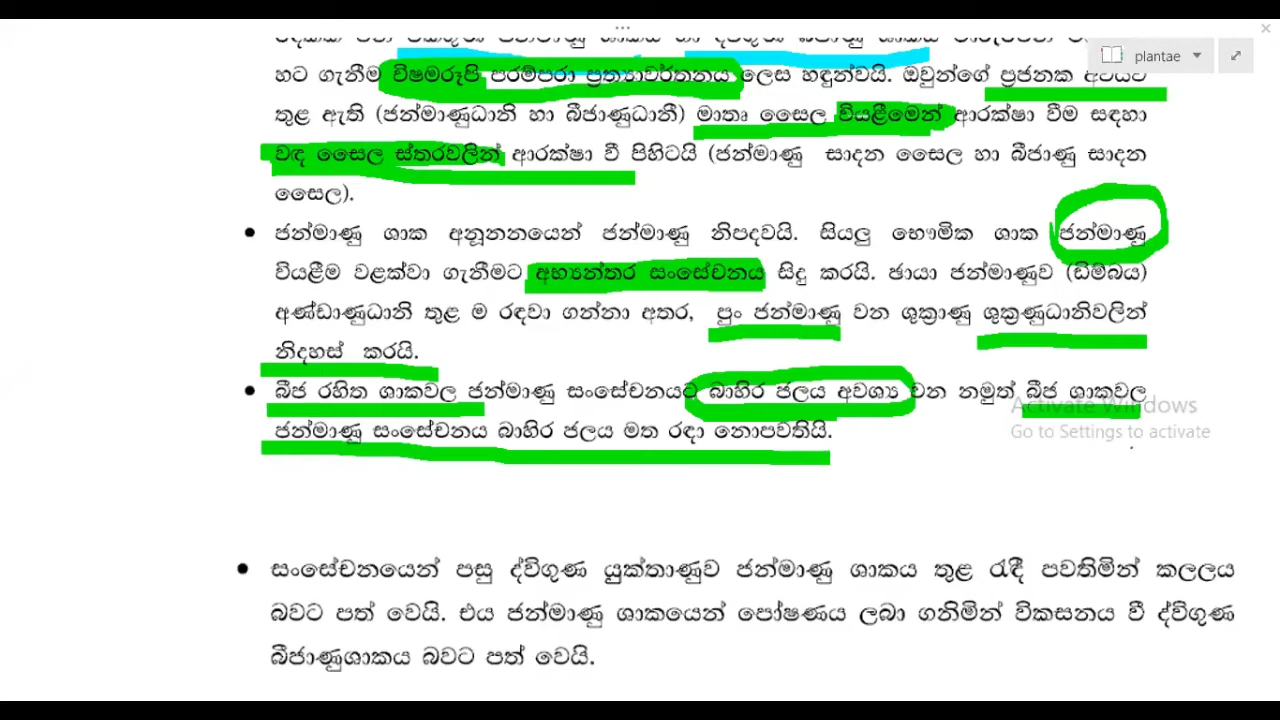 plantae
හට ගැනීම විෂමරූපි පරම්පරා ප්‍රත්‍යාවර්තනය ලෙස හඳුන්වයි. ඔවුන්ගේ ප්‍රජනක
තුළ ඇති (ජන්මාණුධානි හා බීජාණුධානී) මාතෘ සෛල වියළීමෙන් ආරක්ෂා වීම සඳහා
වඳ සෛල ස්තරවලින් ආරක්ෂා වී පිහිටයි (ජන්මාණු සාදන සෛල හා බීජාණු සාදන
සෛල).
● ජන්මාණු ශාක අනූනනයෙන් ජන්මාණු නිපදවයි. සියලු භෞමික ශාක ජන්මාණු
වියළීම වළක්වා ගැනීමට අභ්‍යන්තර සංසේචනය සිදු කරයි. ඡායා ජන්මාණුව (ඩිම්බය)
අණ්ඩාණුධානි තුළ ම රඳවා ගන්නා අතර, පුං ජන්මාණු වන ශුක්‍රාණු ශුක්‍රණුධානිවලින්
නිදහස් කරයි.
● බීජ රහිත ශාකවල ජන්මාණු සංසේචනයට බාහිර ජලය අවශ්‍ය වන නමුත් බීජ ශාකවල
ජන්මාණු සංසේචනය බාහිර ජලය මත රඳා නොපවතියි.
Activate Windows
Go to Settings to activate
● සංසේචනයෙන් පසු ද්විගුණ යුක්තාණුව ජන්මාණු ශාකය තුළ රැඳී පවතිමින් කලලය
බවට පත් වෙයි. එය ජන්මාණු ශාකයෙන් පෝෂණය ලබා ගනිමින් විකසනය වී ද්විගුණ
බීජාණුශාකය බවට පත් වෙයි.